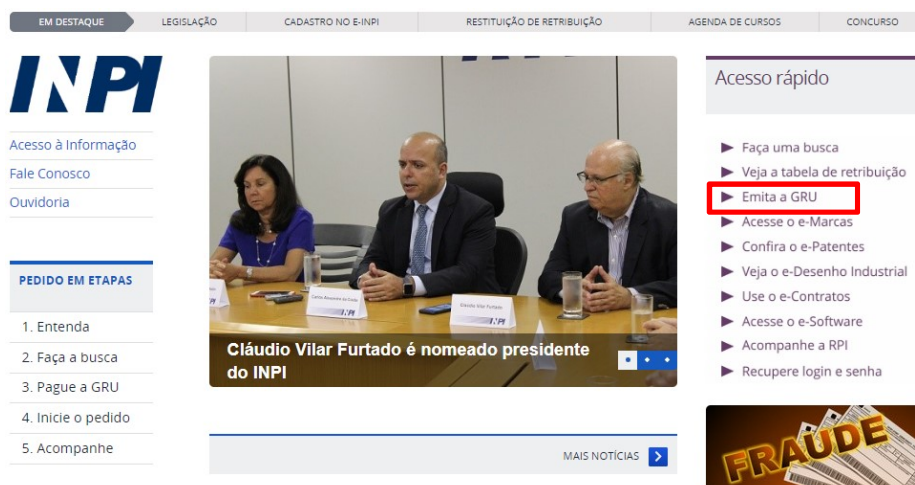 EM DESTAQUE
LEGISLAÇÃO
CADASTRO NO E-INPI
RESTITUIÇÃO DE RETRIBUIÇÃO
AGENDA DE CURSOS
CONCURSO
INPI
Acesso à Informação
Fale Conosco
Ouvidoria
PEDIDO EM ETAPAS
1. Entenda
2. Faça a busca
3. Pague a GRU
4. Inicie o pedido
5. Acompanhe
Cláudio Vilar Furtado é nomeado presidente
do INPI
MAIS NOTÍCIAS
Acesso rápido
Faça uma busca
Veja a tabela de retribuição
Emita a GRU
Acesse o e-Marcas
Confira o e-Patentes
Veja o e-Desenho Industrial
Use o e-Contratos
Acesse o e-Software
Acompanhe a RPI
Recupere login e senha
FRAUDE